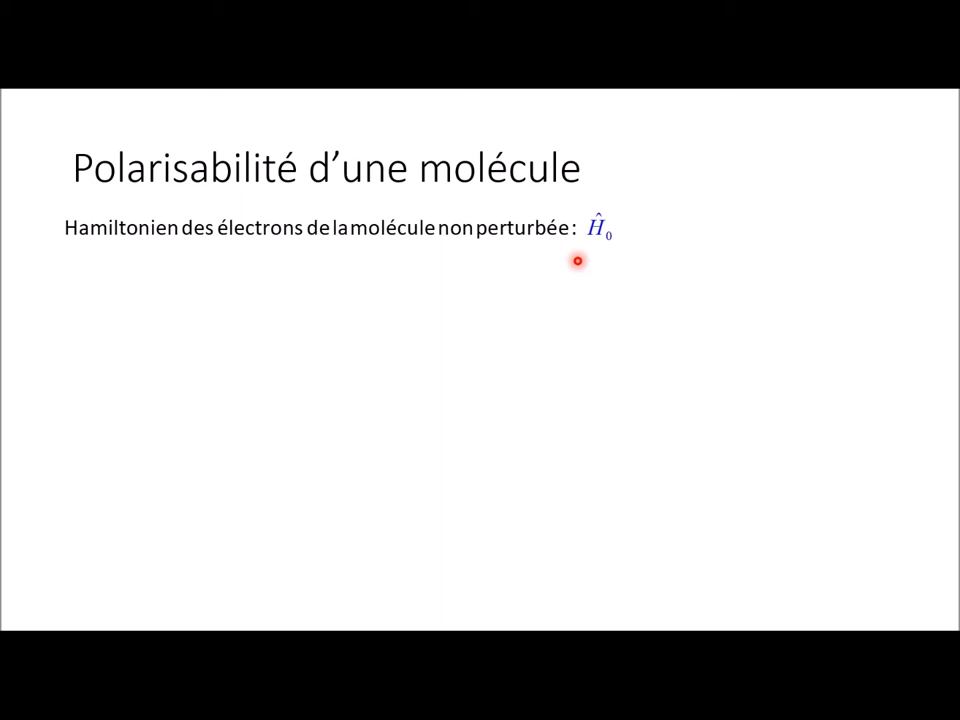 Polarisabilité d’une molécule
Hamiltonien des électrons de la molécule non perturbée : Ĥ₀